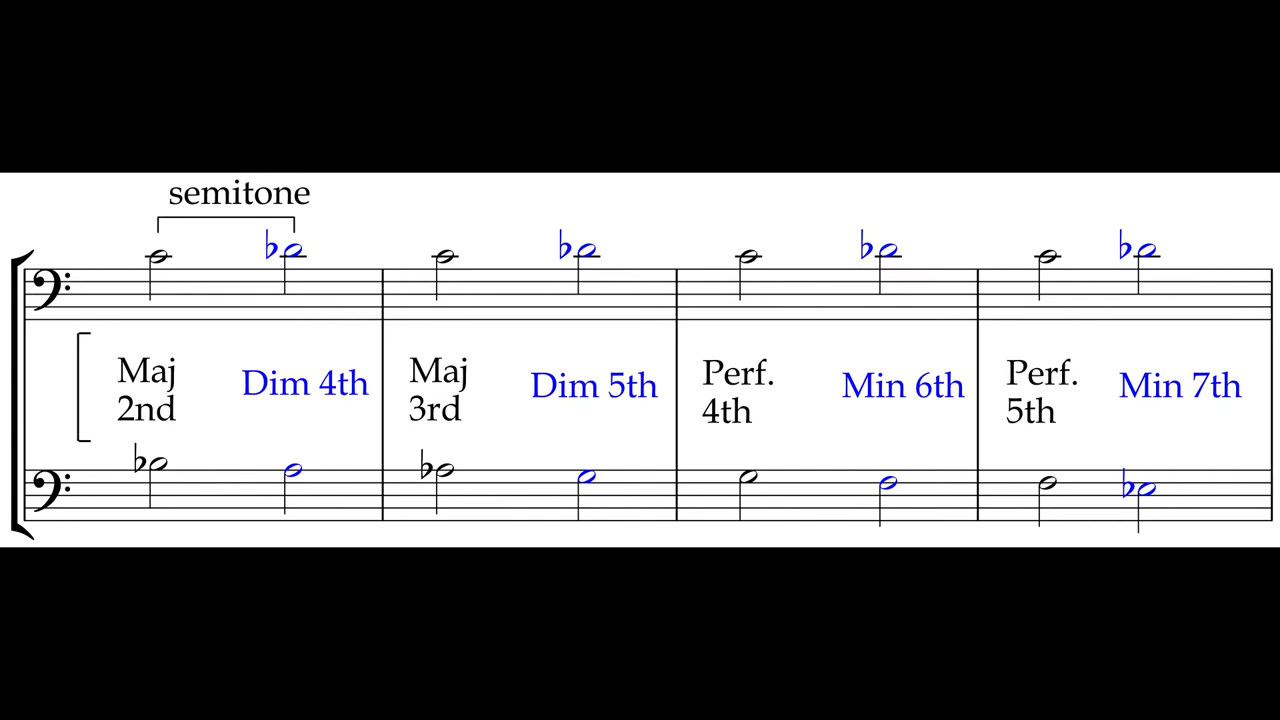 semitone
Maj
2nd
Dim 4th
Maj
3rd
Dim 5th
Perf.
4th
Min 6th
Perf.
5th
Min 7th